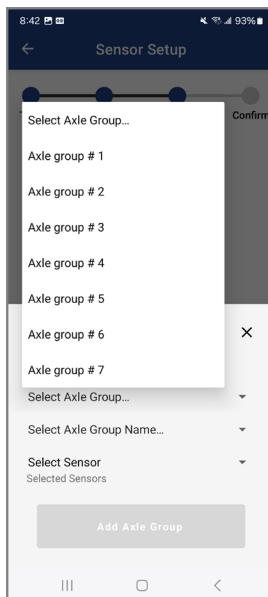 8:42 93%
Sensor Setup
Confirm
Select Axle Group...
Axle group # 1
Axle group # 2
Axle group # 3
Axle group # 4
Axle group # 5
Axle group # 6
Axle group # 7
Select Axle Group...
Select Axle Group Name...
Select Sensor
Selected Sensors
Add Axle Group